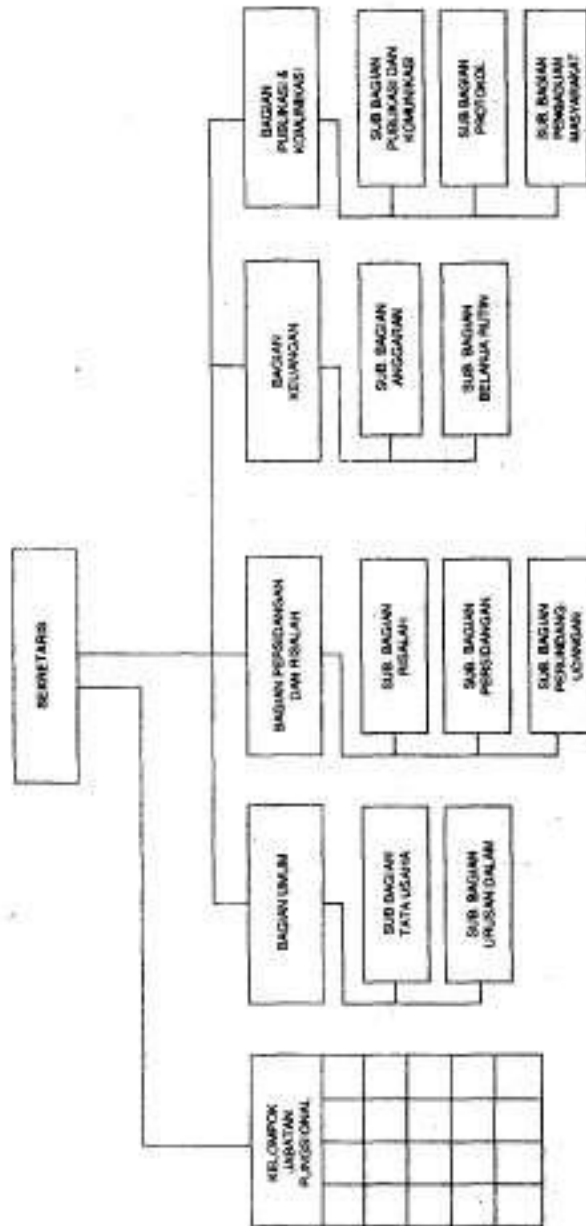 SEKRETARIS
KELOMPOK
JABATAN
FUNGSIONAL
BAGIAN UMUM
SUB BAGIAN
TATA USAHA
SUB. BAGIAN
URUSAN DALAM
BAGIAN PERSIDANGAN
DAN RISALAH
SUB. BAGIAN
RISALAH
SUB. BAGIAN
PERSIDANGAN
SUB. BAGIAN
PERUNDANG-
UDANGAN
BAGIAN
KEUANGAN
SUB. BAGIAN
ANGGARAN
SUB. BAGIAN
BELANJA RUTIN
BAGIAN
PUBLIKASI &
KOMUNIKASI
SUB BAGIAN
PUBLIKASI DAN
KOMUNIKASI
SUB. BAGIAN
PROTOKOL
SUB. BAGIAN
PENGADUAN
MASYARAKAT